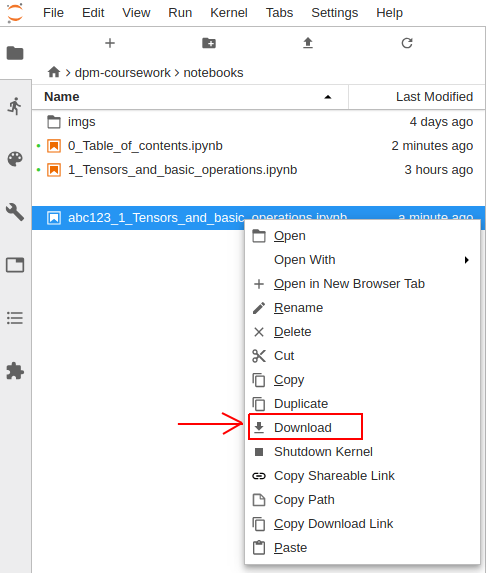 File Edit View Run Kernel Tabs Settings Help
dpm-coursework notebooks
Name Last Modified
imgs 4 days ago
0_Table_of_contents.ipynb 2 minutes ago
1_Tensors_and_basic_operations.ipynb 3 hours ago
abc123_1_Tensors_and_basic_operations.ipynb a minute ago
Open
Open With
Open in New Browser Tab
Rename
Delete
Cut
Copy
Duplicate
Download
Shutdown Kernel
Copy Shareable Link
Copy Path
Copy Download Link
Paste